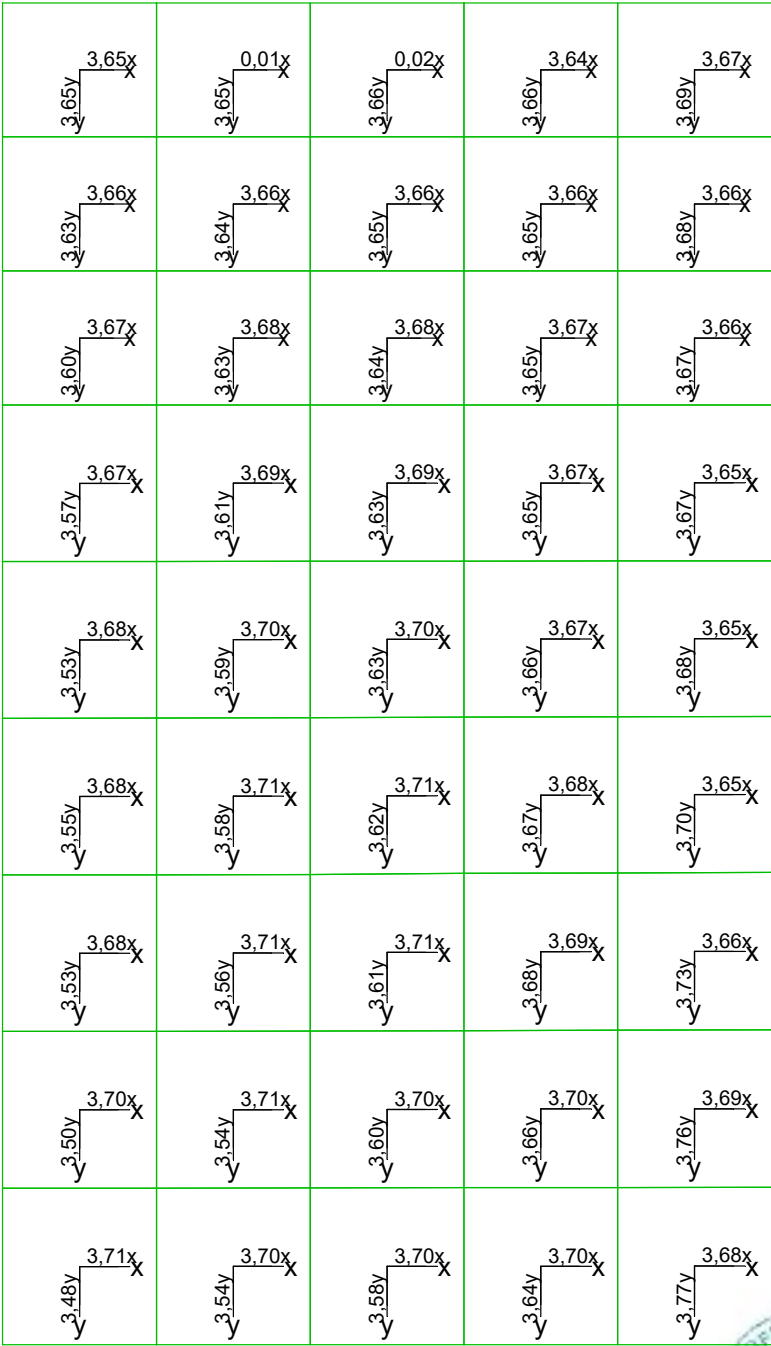 3,65x 0,01x 0,02x 3,64x 3,67x
x x x x x
3,65y 3,65y 3,66y 3,66y 3,69y
y y y y y
3,66x 3,66x 3,66x 3,66x 3,66x
x x x x x
3,63y 3,64y 3,65y 3,65y 3,68y
y y y y y
3,67x 3,68x 3,68x 3,67x 3,66x
x x x x x
3,60y 3,63y 3,64y 3,65y 3,67y
y y y y y
3,67x 3,69x 3,69x 3,67x 3,65x
x x x x x
3,57y 3,61y 3,63y 3,65y 3,67y
y y y y y
3,68x 3,70x 3,70x 3,67x 3,65x
x x x x x
3,53y 3,59y 3,63y 3,66y 3,68y
y y y y y
3,68x 3,71x 3,71x 3,68x 3,65x
x x x x x
3,55y 3,58y 3,62y 3,67y 3,70y
y y y y y
3,68x 3,71x 3,71x 3,69x 3,66x
x x x x x
3,53y 3,56y 3,61y 3,68y 3,73y
y y y y y
3,70x 3,71x 3,70x 3,70x 3,69x
x x x x x
3,50y 3,54y 3,60y 3,66y 3,76y
y y y y y
3,71x 3,70x 3,70x 3,70x 3,68x
x x x x x
3,48y 3,54y 3,58y 3,64y 3,77y
y y y y y